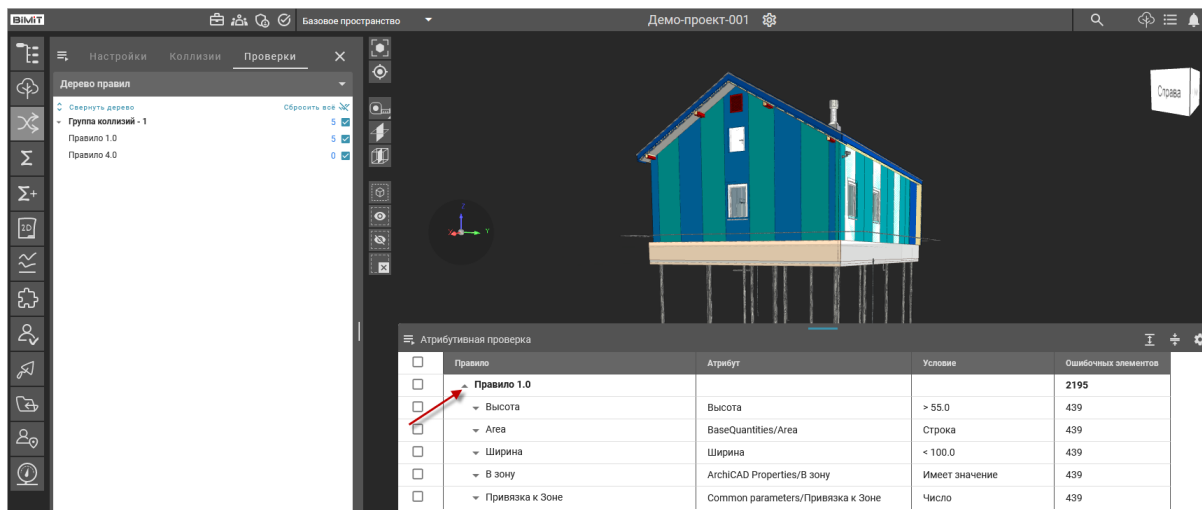 BIMiT Базовое пространство Демо-проект-001
Настройки Коллизии Проверки
Дерево правил
Свернуть дерево Сбросить всё
Группа коллизий - 1 5
Правило 1.0 5
Правило 4.0 0
Σ
Σ+
2D
Справа
Z
X Y
Атрибутивная проверка
Правило Атрибут Условие Ошибочных элементов
Правило 1.0 2195
Высота Высота > 55.0 439
Area BaseQuantities/Area Строка 439
Ширина Ширина < 100.0 439
В зону ArchiCAD Properties/В зону Имеет значение 439
Привязка к Зоне Common parameters/Привязка к Зоне Число 439